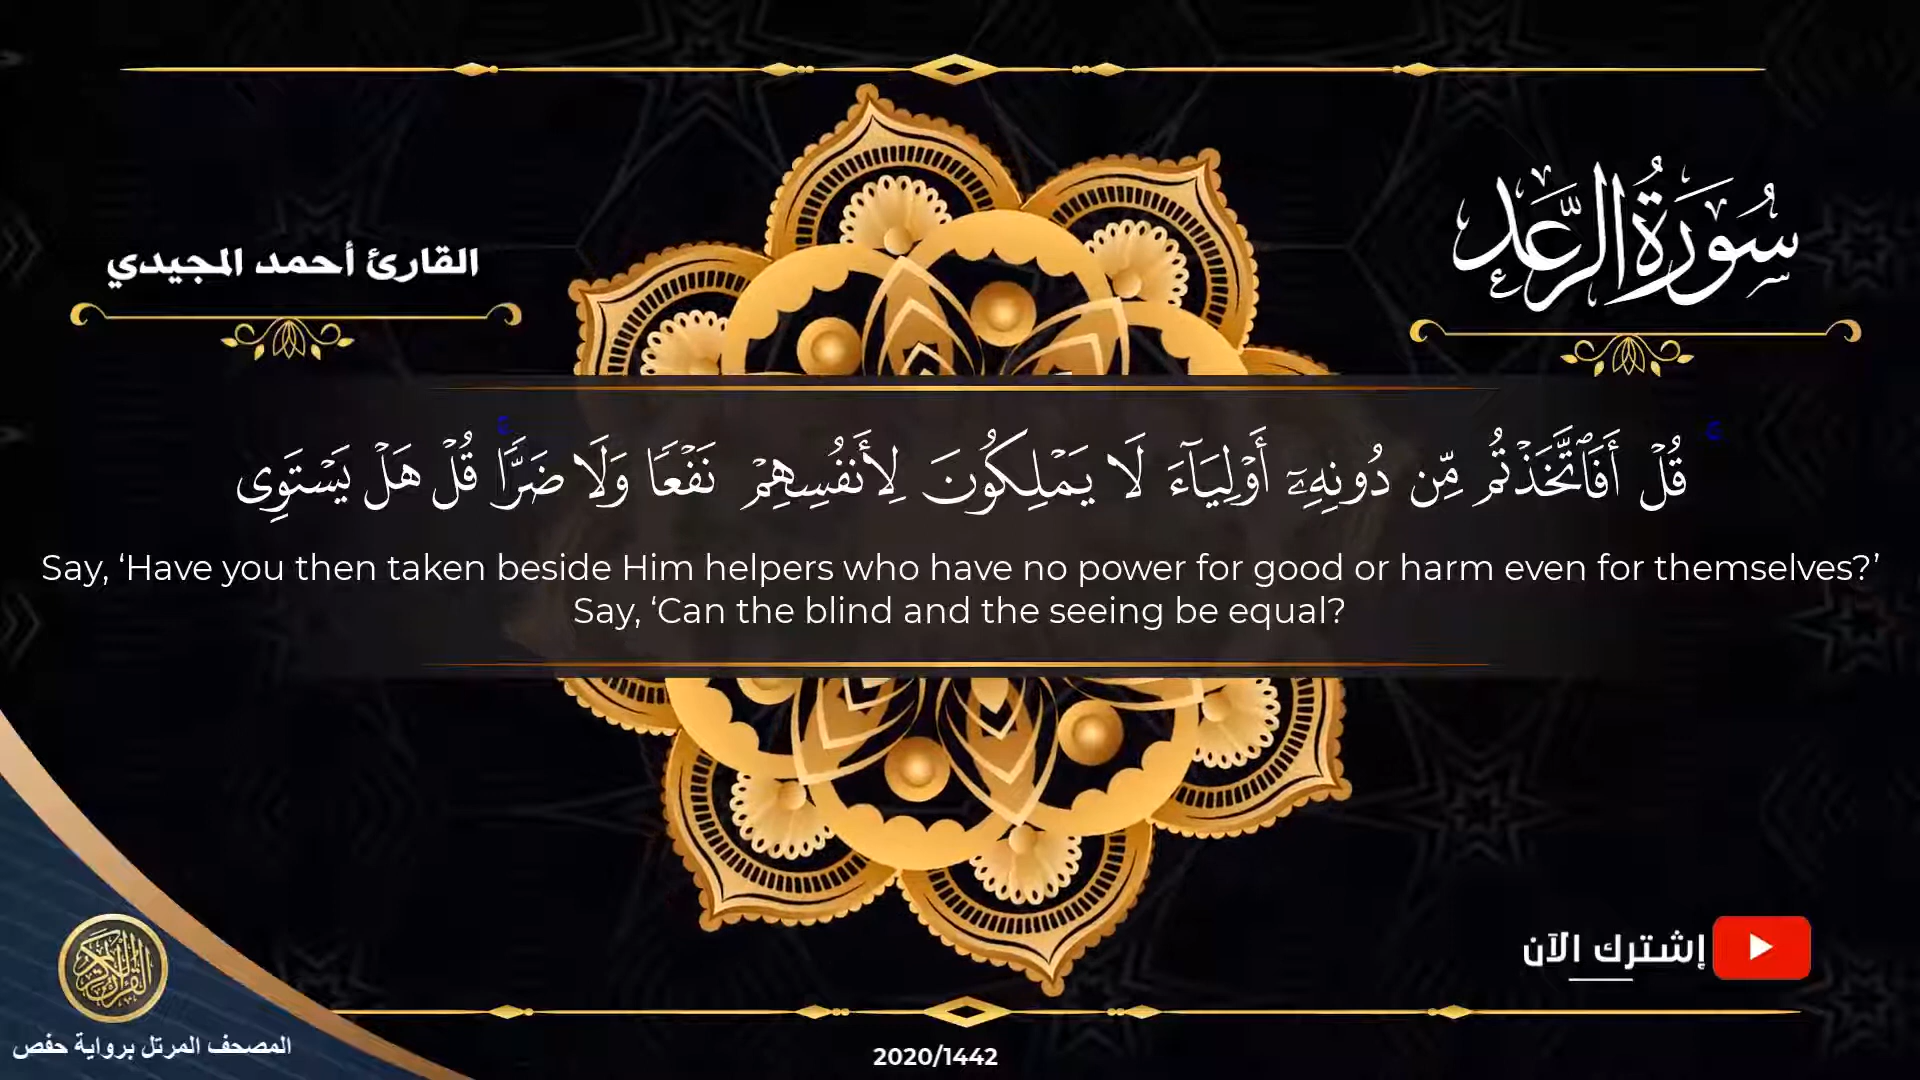 سُورَةُ الرَّعْدِ
القارئ أحمد المجيدي
قُلْ أَفَٱتَّخَذْتُم مِّن دُونِهِۦٓ أَوْلِيَآءَ لَا يَمْلِكُونَ لِأَنفُسِهِمْ نَفْعًا وَلَا ضَرًّا ۚ قُلْ هَلْ يَسْتَوِى ۚ
Say, ‘Have you then taken beside Him helpers who have no power for good or harm even for themselves?’
Say, ‘Can the blind and the seeing be equal?
إشترك الآن
القرآن الكريم
المصحف المرتل برواية حفص
2020/1442